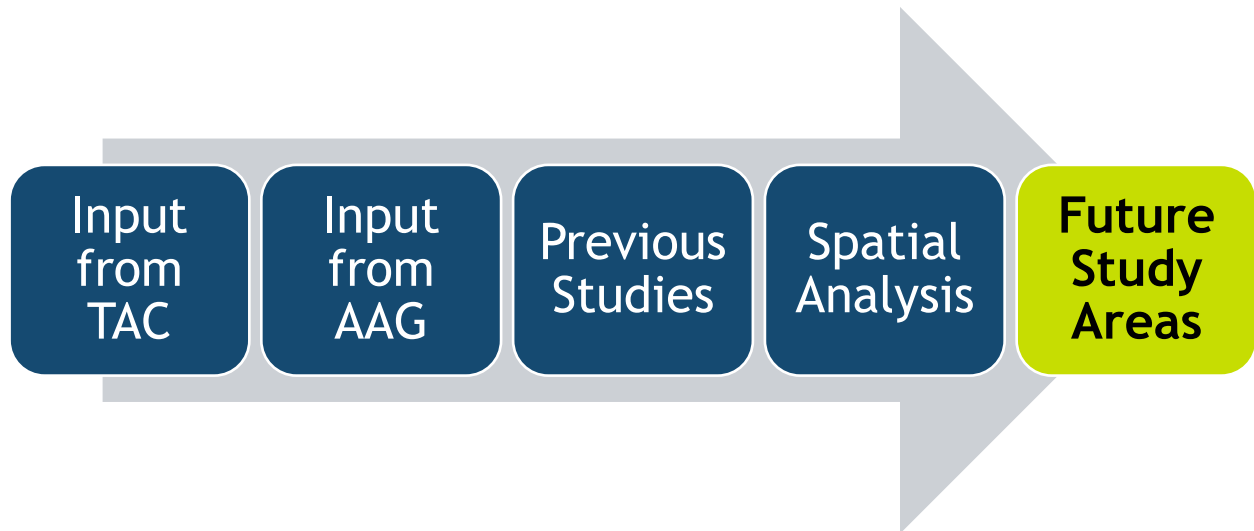 Input
from
TAC
Input
from
AAG
Previous
Studies
Spatial
Analysis
Future
Study
Areas